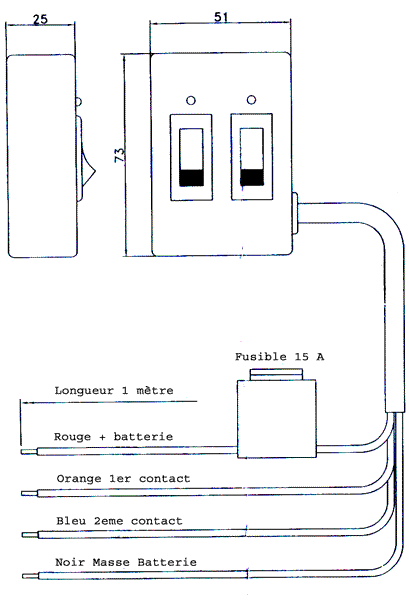 25
51
73
Fusible 15 A
Longueur 1 mètre
Rouge + batterie
Orange 1er contact
Bleu 2eme contact
Noir Masse Batterie